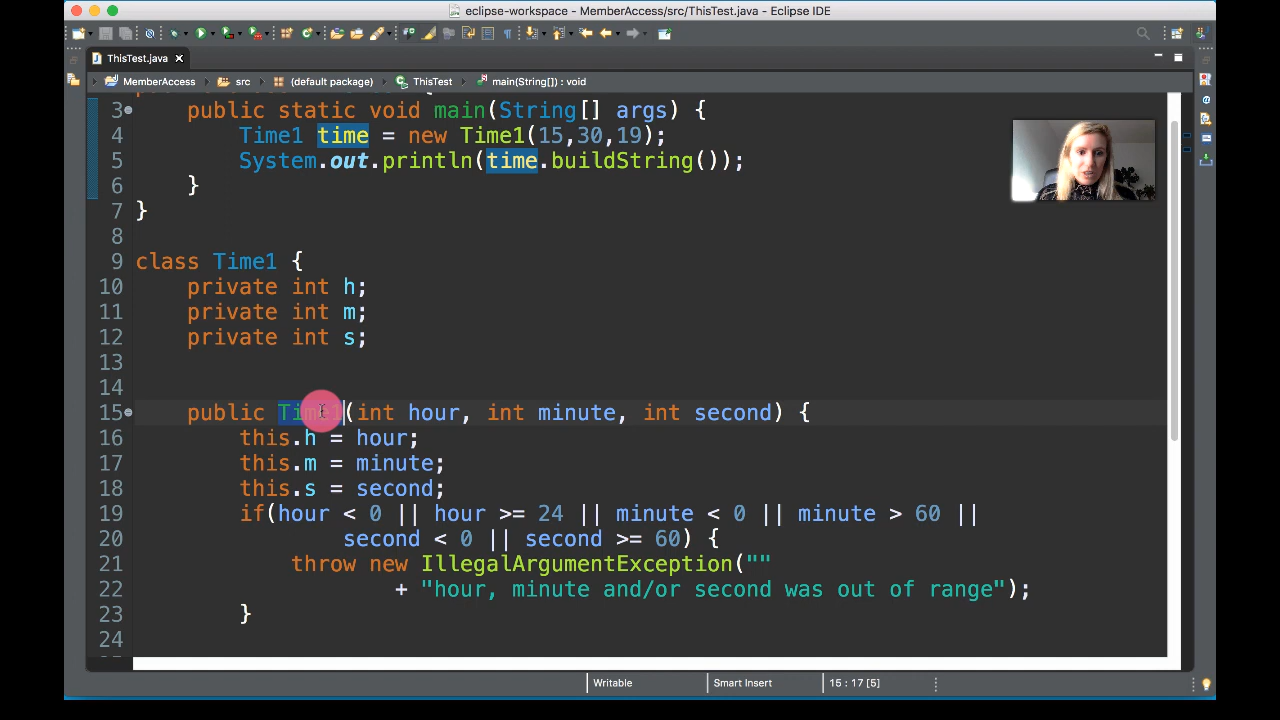 eclipse-workspace - MemberAccess/src/ThisTest.java - Eclipse IDE
ThisTest.java
MemberAccess src (default package) ThisTest main(String[]) : void
3 public static void main(String[] args) {
4 Time1 time = new Time1(15,30,19);
5 System.out.println(time.buildString());
6 }
7 }
8
9 class Time1 {
10 private int h;
11 private int m;
12 private int s;
13
14
15 public Time1(int hour, int minute, int second) {
16 this.h = hour;
17 this.m = minute;
18 this.s = second;
19 if(hour < 0 || hour >= 24 || minute < 0 || minute > 60 ||
20 second < 0 || second >= 60) {
21 throw new IllegalArgumentException(""
22 + "hour, minute and/or second was out of range");
23 }
24
Writable Smart Insert 15 : 17 [5]